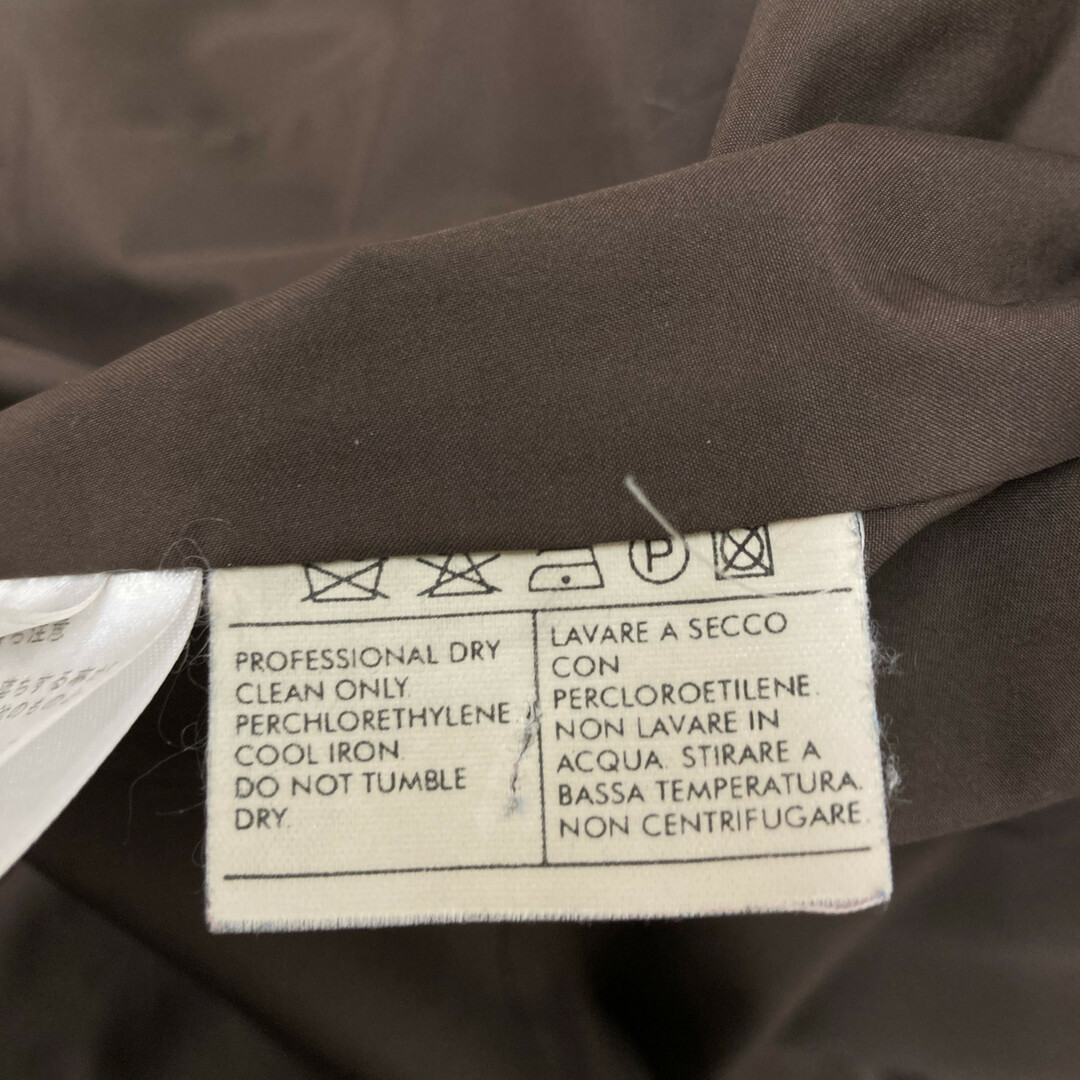 P
PROFESSIONAL DRY
CLEAN ONLY.
PERCHLORETHYLENE.
COOL IRON.
DO NOT TUMBLE
DRY.
LAVARE A SECCO
CON
PERCLOROETILENE.
NON LAVARE IN
ACQUA. STIRARE A
BASSA TEMPERATURA.
NON CENTRIFUGARE.